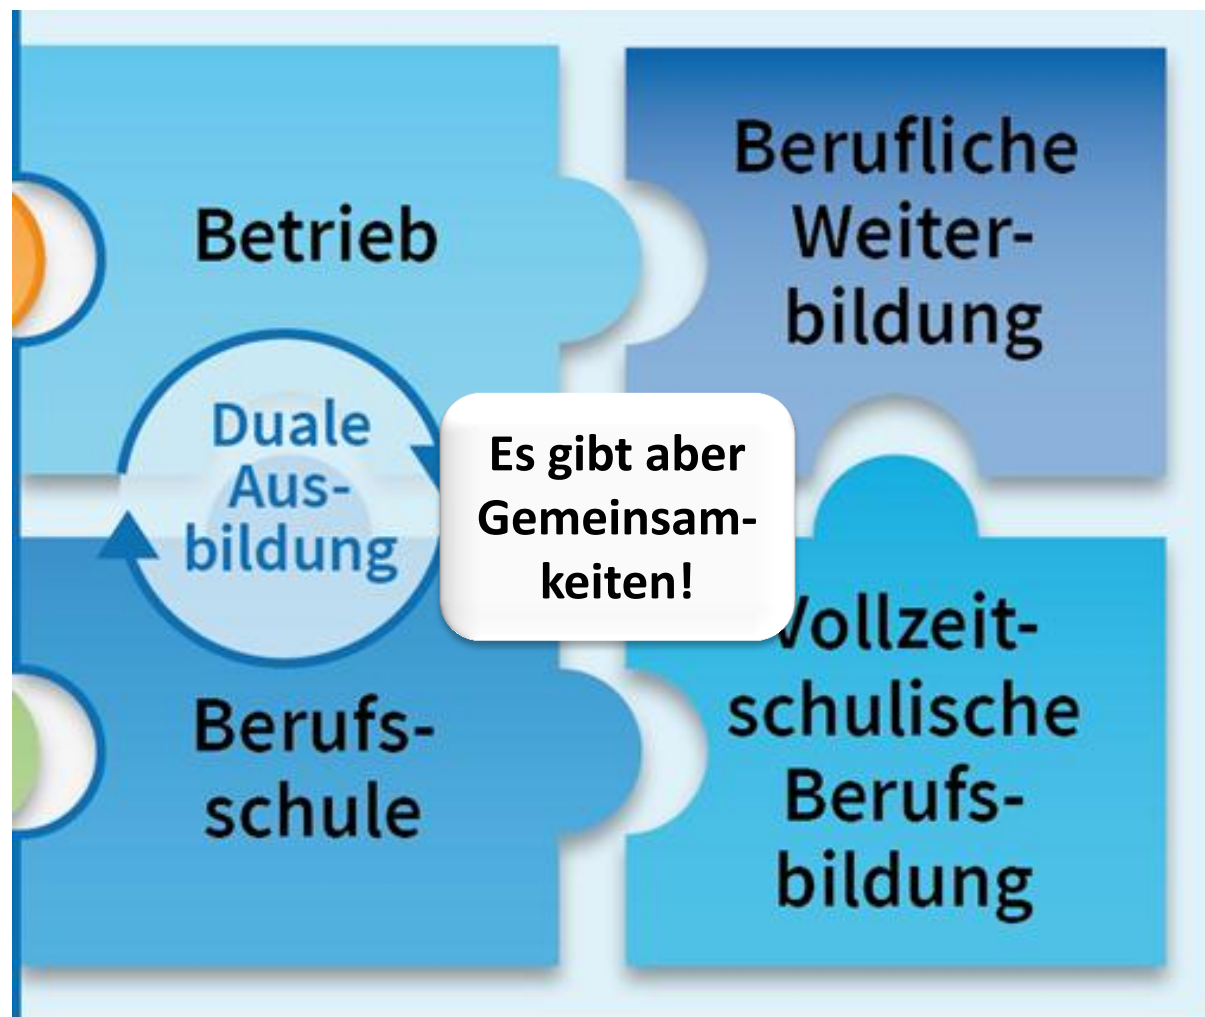 Betrieb
Berufliche
Weiter-
bildung
Duale
Aus-
bildung
Es gibt aber
Gemeinsam-
keiten!
Berufs-
schule
Vollzeit-
schulische
Berufs-
bildung